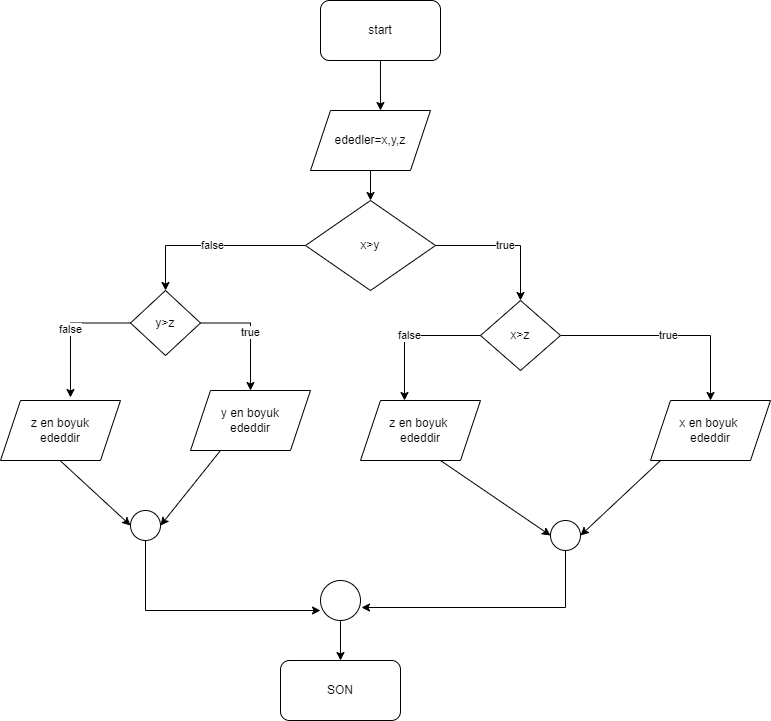 start
ededler=x,y,z
x>y
false
true
y>z
false
true
x>z
false
true
z en boyuk
ededdir
y en boyuk
ededdir
z en boyuk
ededdir
x en boyuk
ededdir
SON